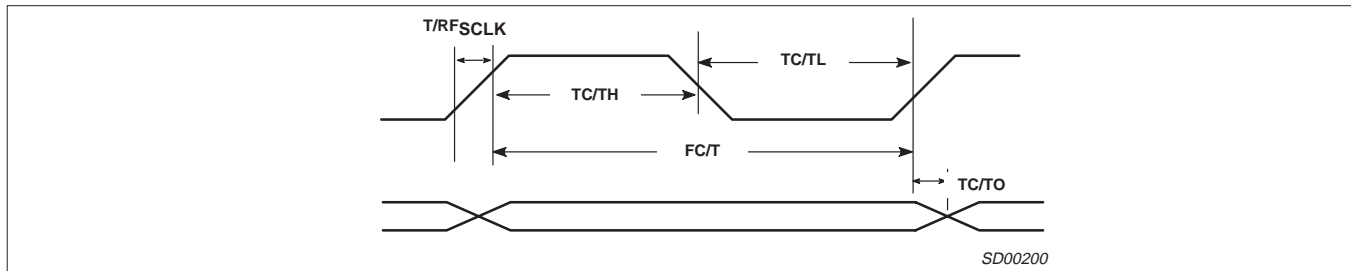 T/RFSCLK
TC/TL
TC/TH
FC/T
TC/TO
SD00200